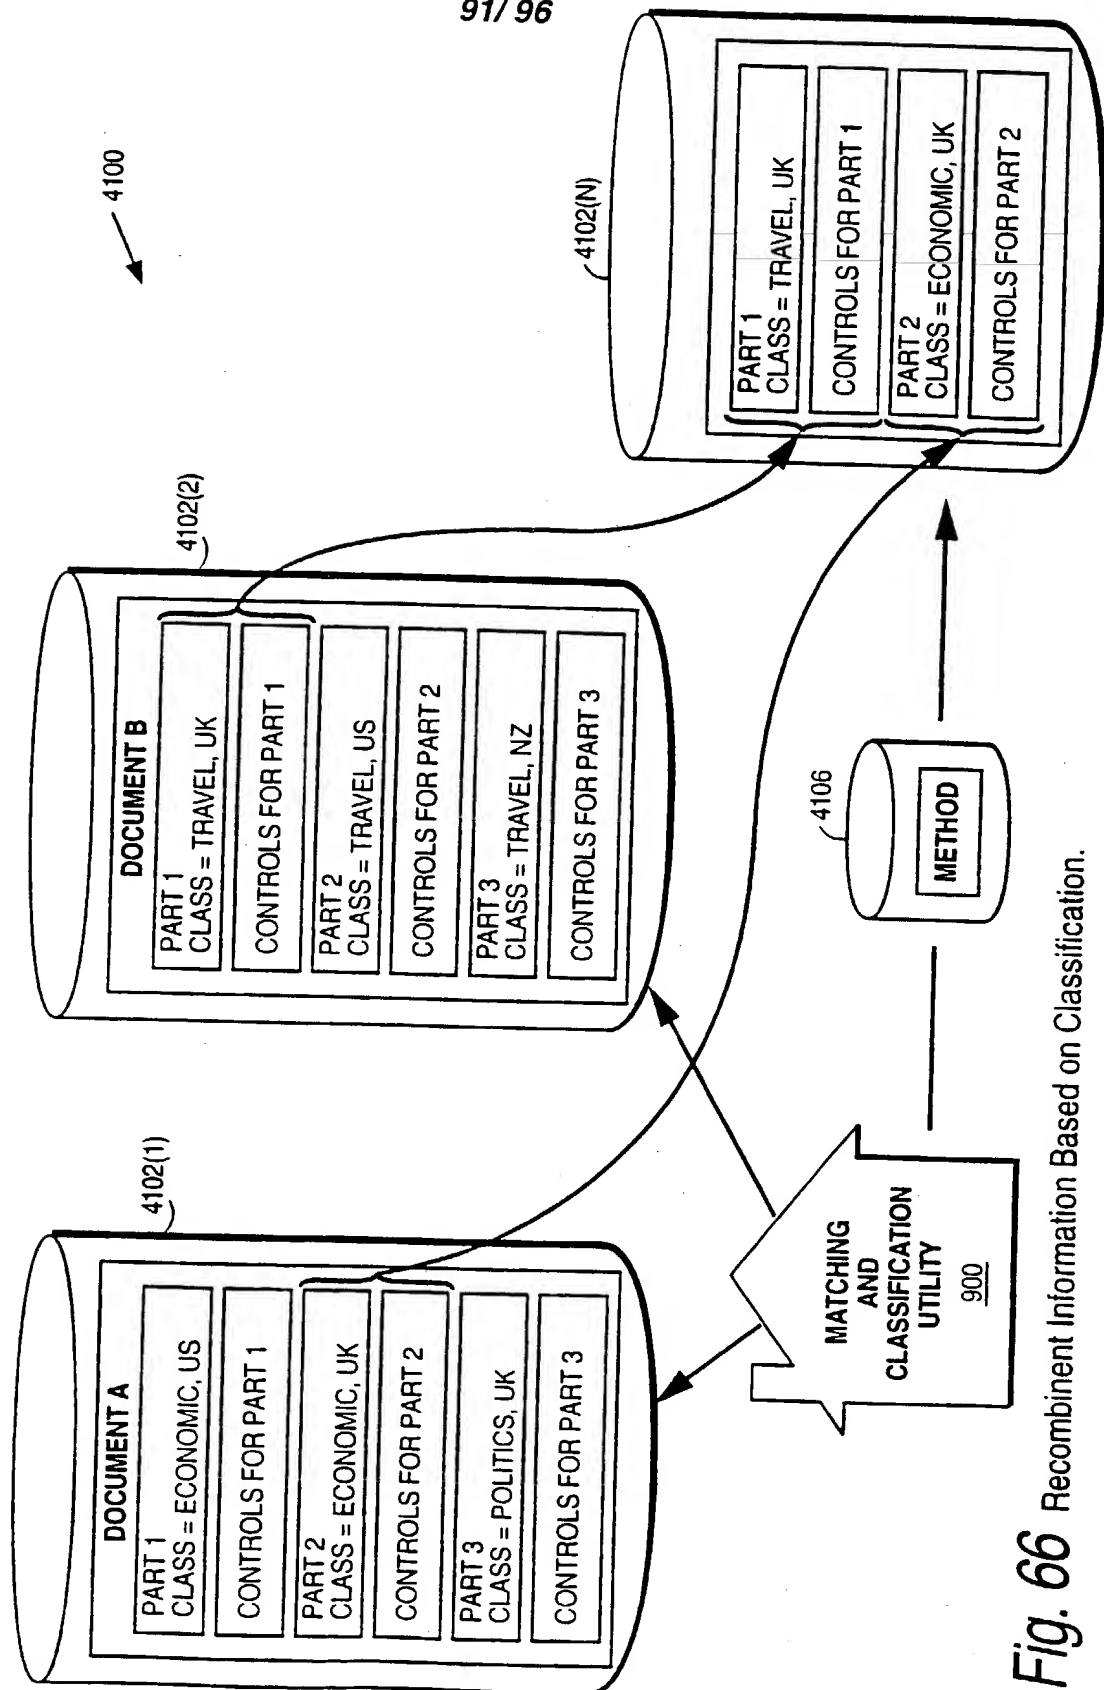 91/96
4100
4102(1)
DOCUMENT A
PART 1
CLASS = ECONOMIC, US
CONTROLS FOR PART 1
PART 2
CLASS = ECONOMIC, UK
CONTROLS FOR PART 2
PART 3
CLASS = POLITICS, UK
CONTROLS FOR PART 3
4102(2)
DOCUMENT B
PART 1
CLASS = TRAVEL, UK
CONTROLS FOR PART 1
PART 2
CLASS = TRAVEL, US
CONTROLS FOR PART 2
PART 3
CLASS = TRAVEL, NZ
CONTROLS FOR PART 3
4102(N)
PART 1
CLASS = TRAVEL, UK
CONTROLS FOR PART 1
PART 2
CLASS = ECONOMIC, UK
CONTROLS FOR PART 2
MATCHING
AND
CLASSIFICATION
UTILITY
900
4106
METHOD
Fig. 66 Recombinent Information Based on Classification.